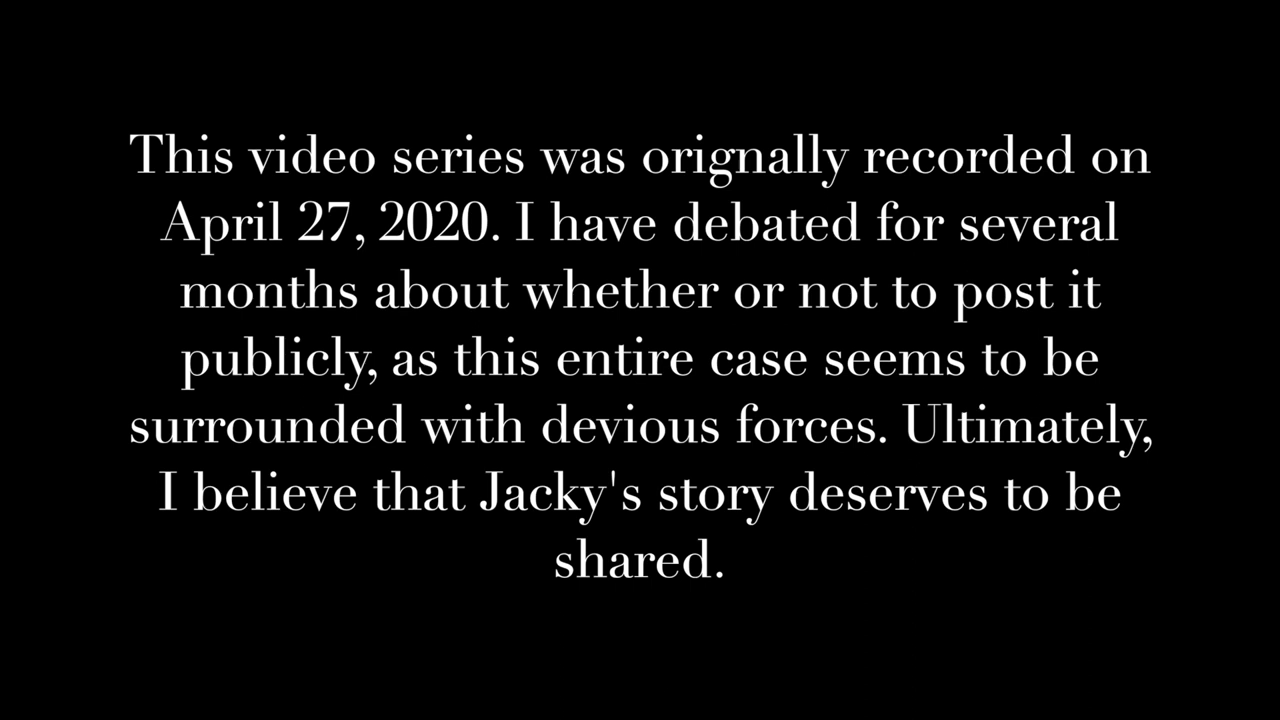 This video series was orignally recorded on
April 27, 2020. I have debated for several
months about whether or not to post it
publicly, as this entire case seems to be
surrounded with devious forces. Ultimately,
I believe that Jacky's story deserves to be
shared.